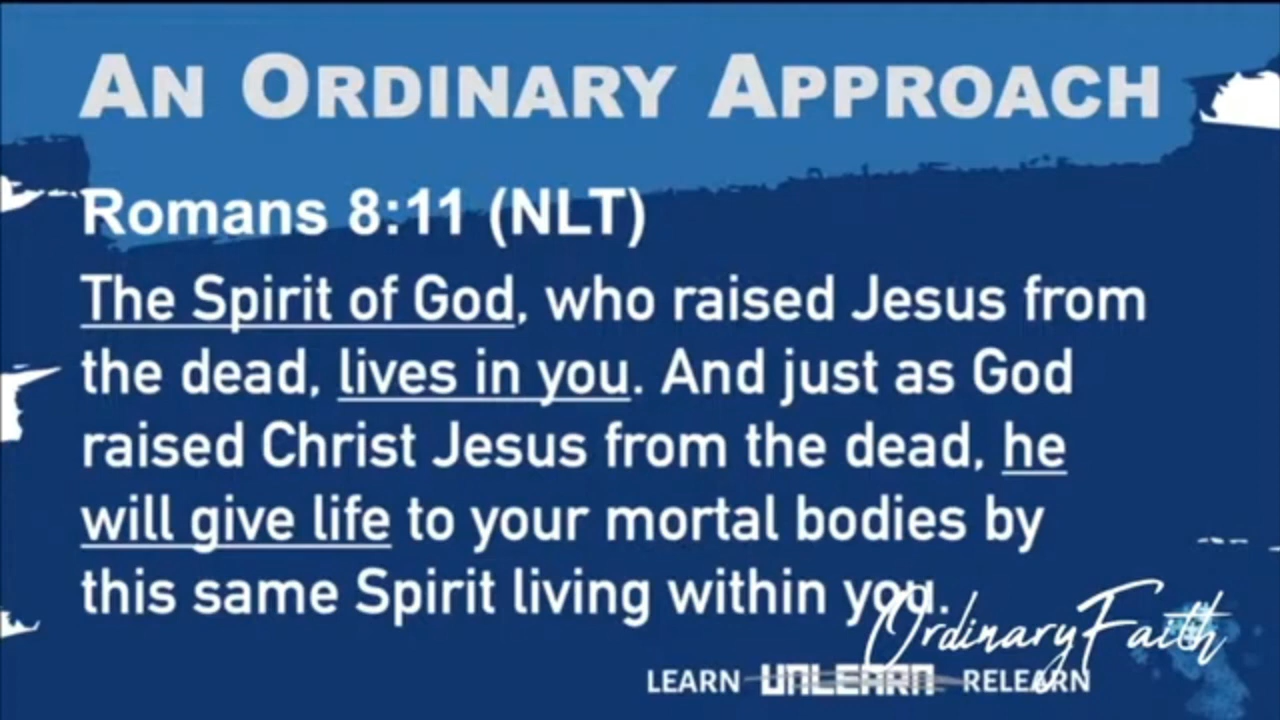 AN ORDINARY APPROACH
Romans 8:11 (NLT)
The Spirit of God, who raised Jesus from
the dead, lives in you. And just as God
raised Christ Jesus from the dead, he
will give life to your mortal bodies by
this same Spirit living within you.
OrdinaryFaith
LEARN UNLEARN RELEARN